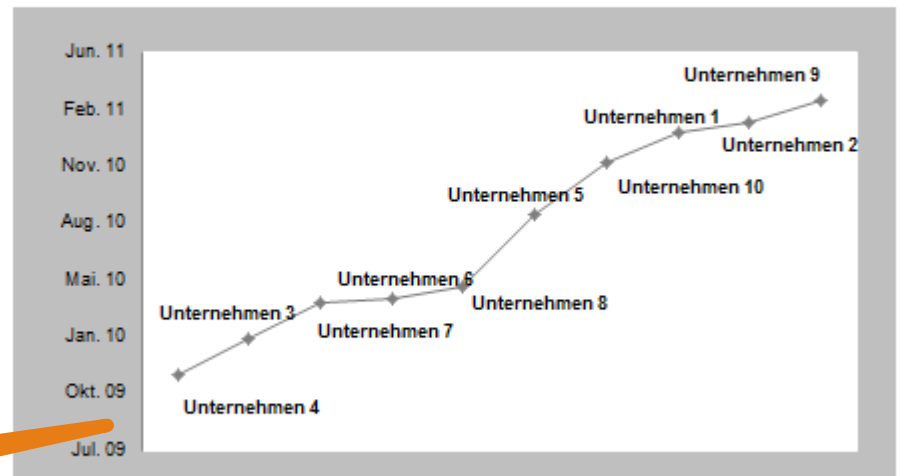 Jun. 11
Unternehmen 9
Feb. 11
Unternehmen 1
Unternehmen 2
Nov. 10
Unternehmen 10
Unternehmen 5
Aug. 10
Mai. 10
Unternehmen 6
Unternehmen 8
Unternehmen 3
Unternehmen 7
Jan. 10
Okt. 09
Unternehmen 4
Jul. 09